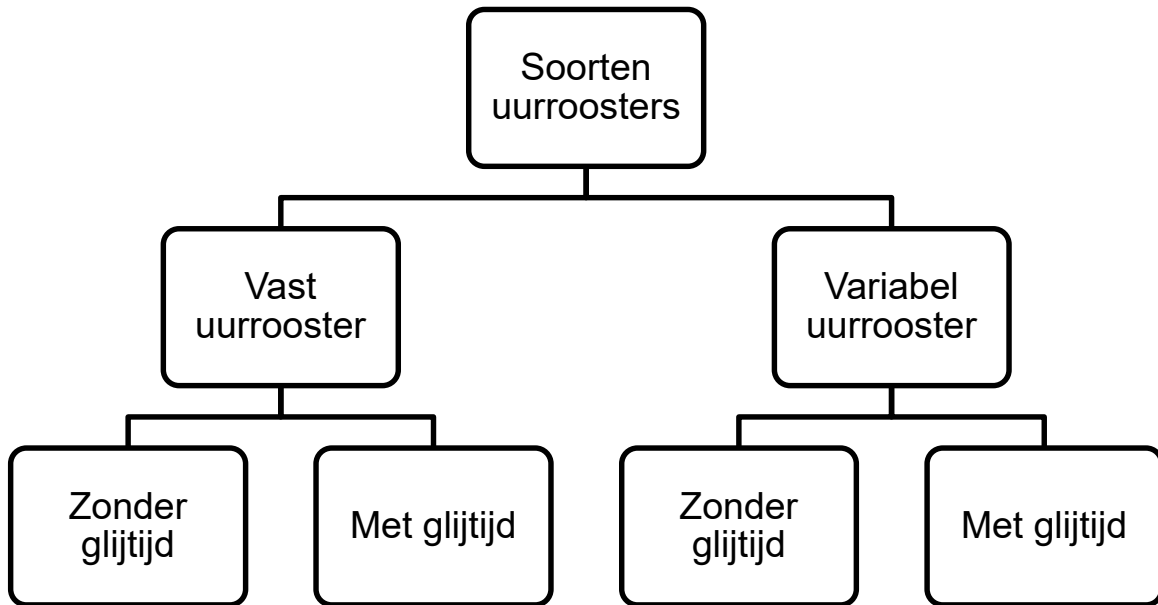 Soorten
uurroosters
Vast
uurrooster
Variabel
uurrooster
Zonder
glijtijd
Met glijtijd
Zonder
glijtijd
Met glijtijd